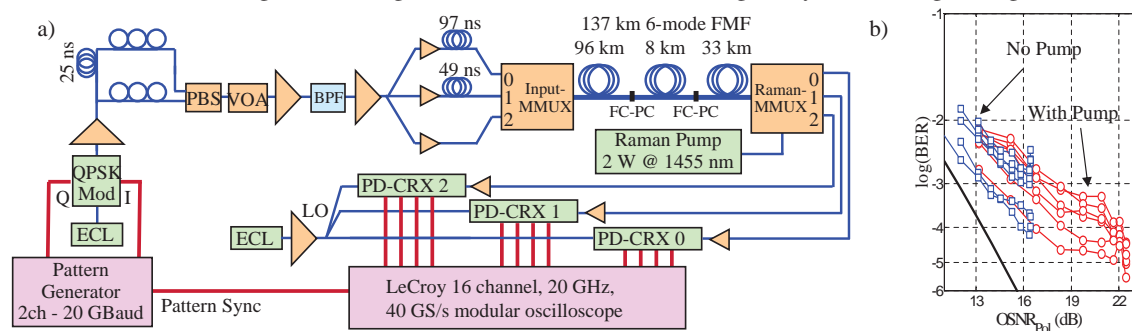 a)
25 ns
PBS
VOA
BPF
97 ns
49 ns
0
1
2
Input-
MMUX
137 km 6-mode FMF
96 km
8 km
33 km
FC-PC
FC-PC
Raman-
MMUX
0
1
2
Raman Pump
2 W @ 1455 nm
QPSK
Mod
Q
I
ECL
Pattern
Generator
2ch - 20 GBaud
Pattern Sync
ECL
LO
PD-CRX 2
PD-CRX 1
PD-CRX 0
LeCroy 16 channel, 20 GHz,
40 GS/s modular oscilloscope
b)
No Pump
With Pump
log(BER)
-1
-2
-3
-4
-5
-6
13
16
19
22
OSNR Pol (dB)